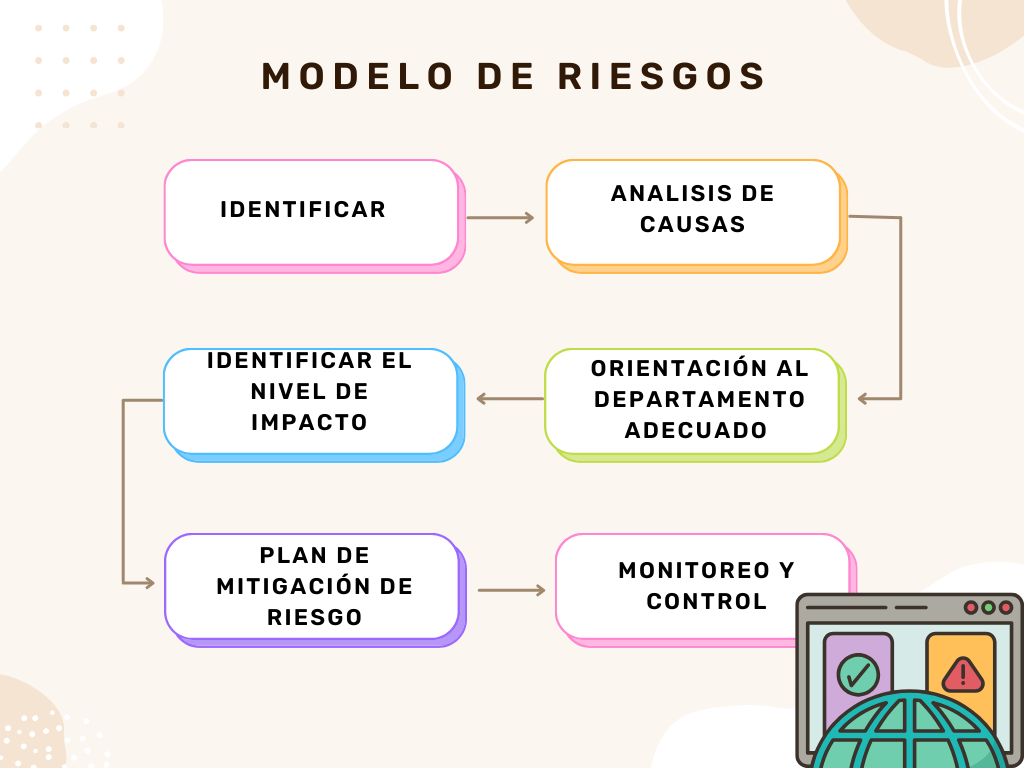 MODELO DE RIESGOS
IDENTIFICAR
ANALISIS DE
CAUSAS
ORIENTACIÓN AL
DEPARTAMENTO
ADECUADO
IDENTIFICAR EL
NIVEL DE
IMPACTO
PLAN DE
MITIGACIÓN DE
RIESGO
MONITOREO Y
CONTROL